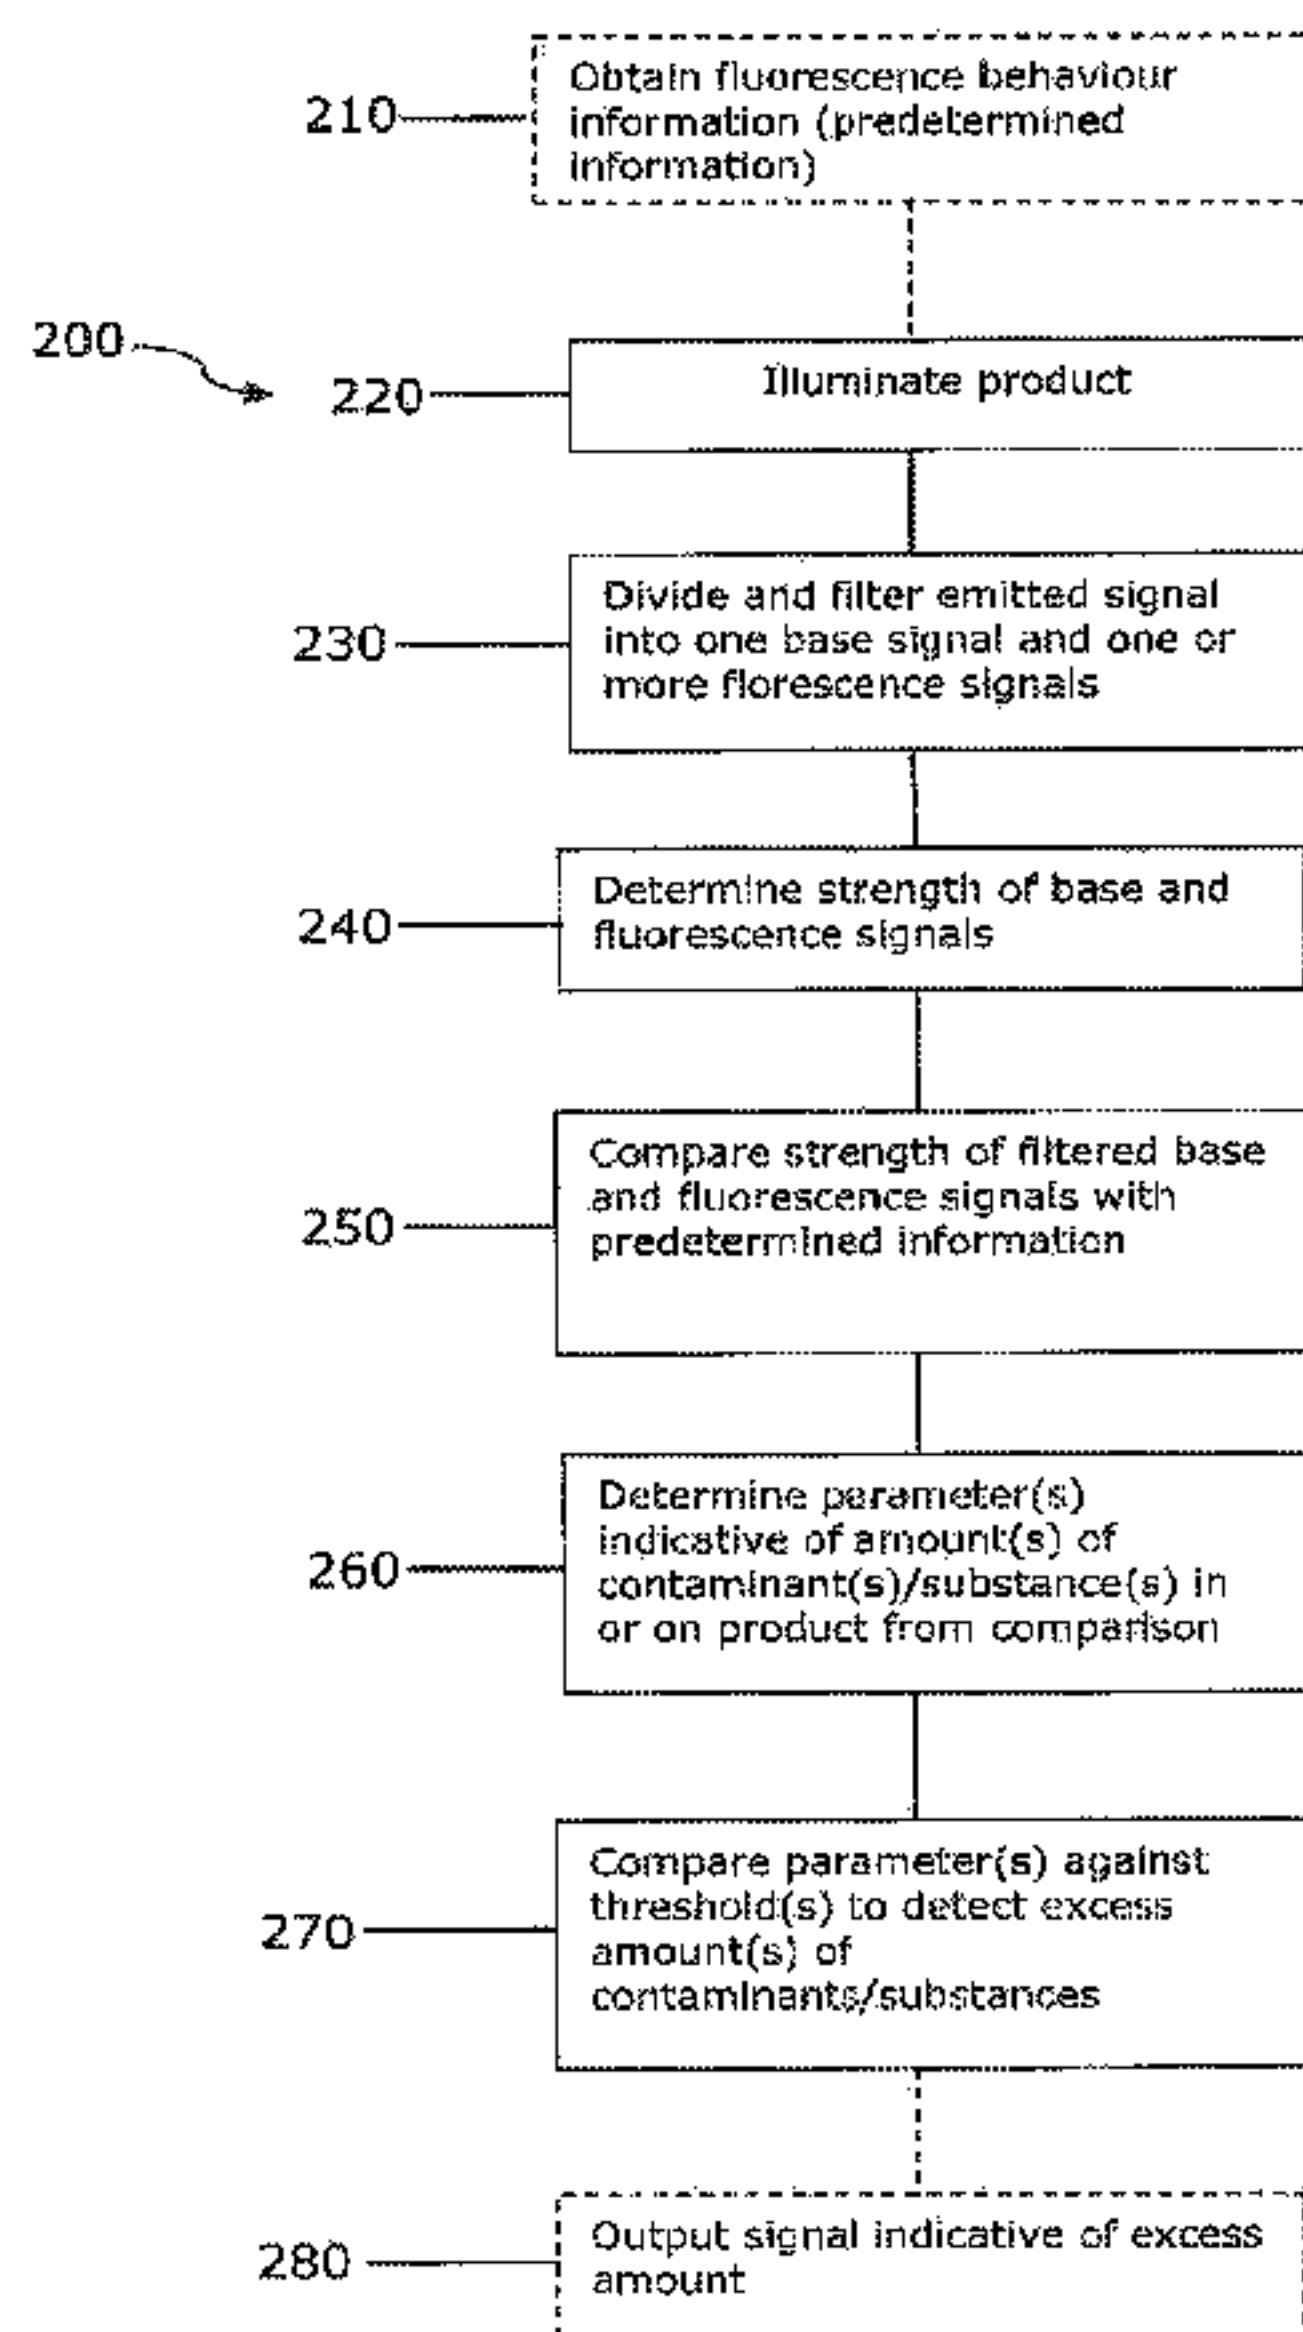 210
Obtain fluorescence behaviour
information (predetermined
information)
200
220
Illuminate product
230
Divide and filter emitted signal
into one base signal and one or
more florescence signals
240
Determine strength of base and
fluorescence signals
250
Compare strength of filtered base
and fluorescence signals with
predetermined information
260
Determine parameter(s)
indicative of amount(s) of
contaminant(s)/substance(s) in
or on product from comparison
270
Compare parameter(s) against
threshold(s) to detect excess
amount(s) of
contaminants/substances
280
Output signal indicative of excess
amount